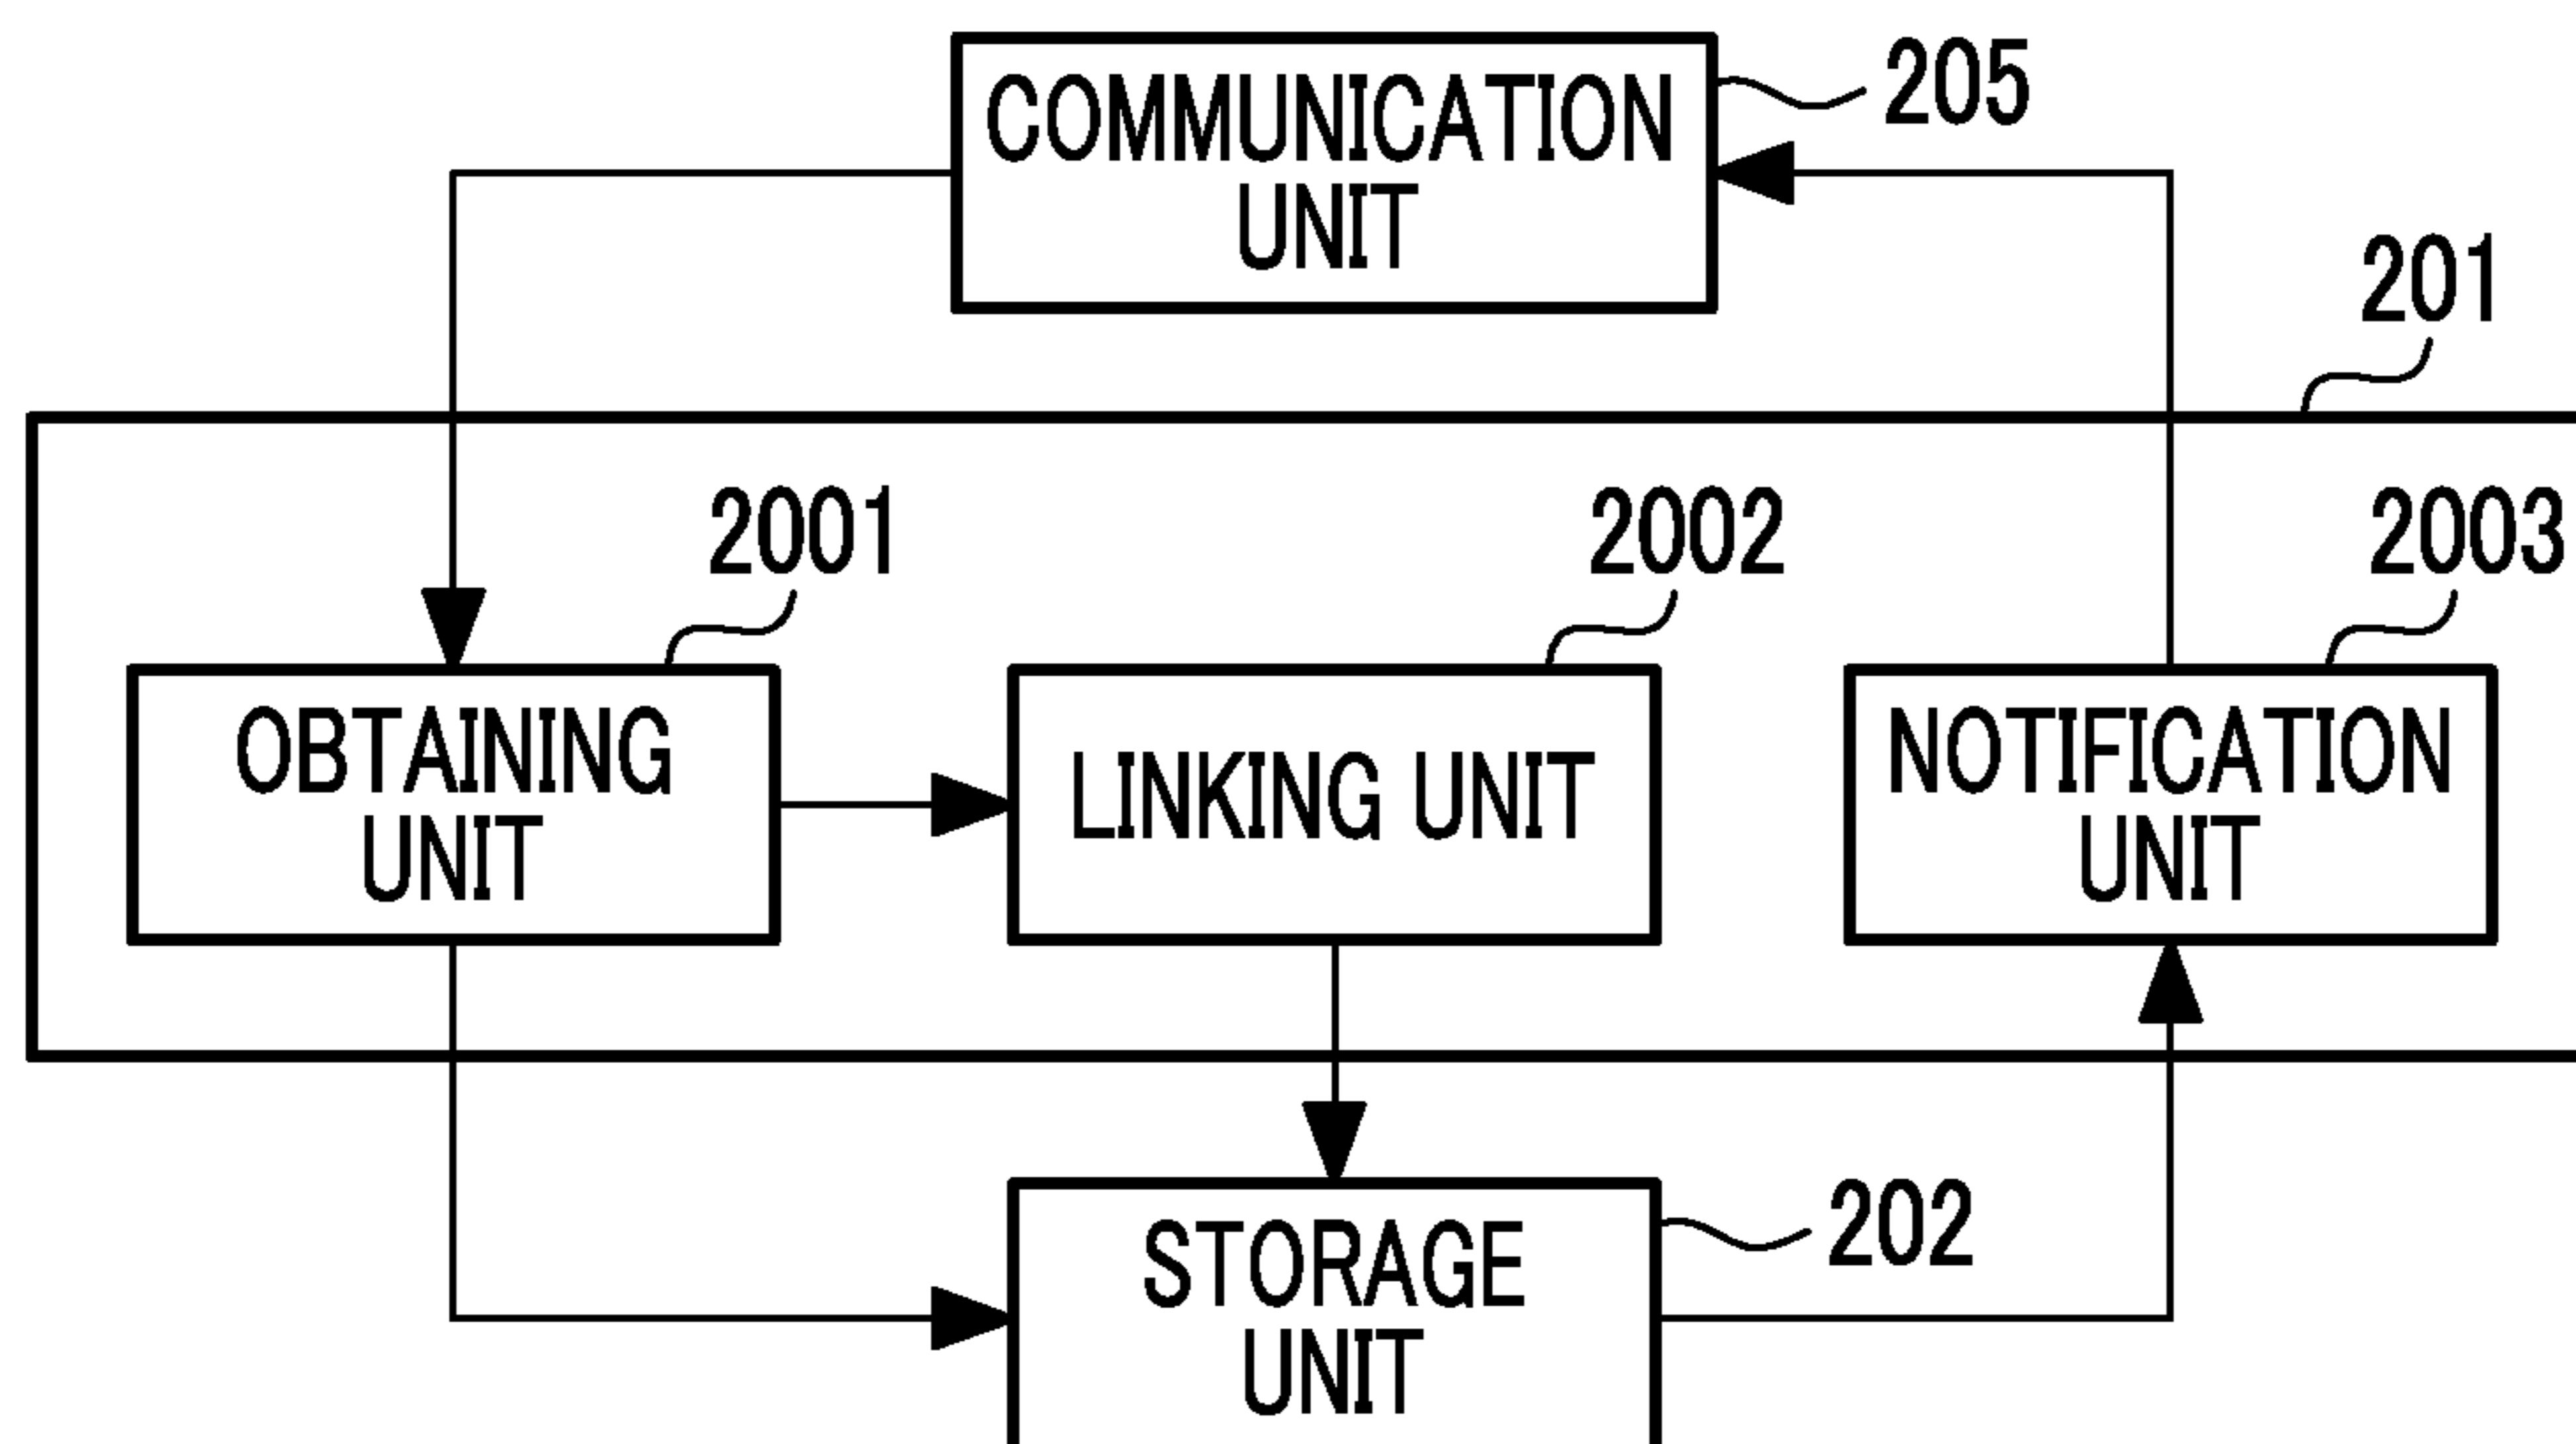 COMMUNICATION
UNIT
205
201
2001
2002
2003
OBTAINING
UNIT
LINKING UNIT
NOTIFICATION
UNIT
STORAGE
UNIT
202